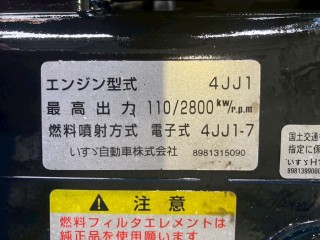 エンジン型式 4JJ1
最高出力 110/2800 kw/r.p.m
燃料噴射方式 電子式 4JJ1-7
いすゞ自動車株式会社 8981315090
国土交通
指定に保
いすゞH
注意
燃料フィルタエレメントは
純正品を使用願います